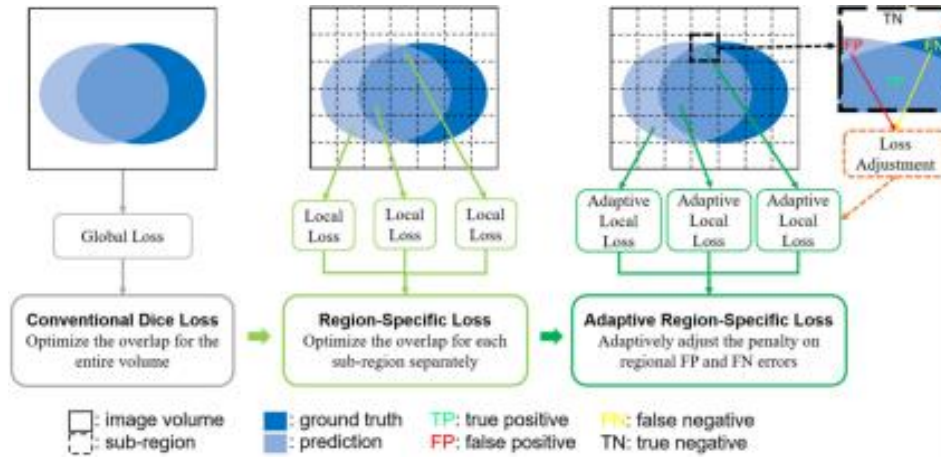 TN
FP
FN
TP
Loss
Adjustment
Global Loss
Local
Loss
Local
Loss
Local
Loss
Adaptive
Local
Loss
Adaptive
Local
Loss
Adaptive
Local
Loss
Conventional Dice Loss
Optimize the overlap for the
entire volume
Region-Specific Loss
Optimize the overlap for each
sub-region separately
Adaptive Region-Specific Loss
Adaptively adjust the penalty on
regional FP and FN errors
: image volume
: ground truth
TP: true positive
FN: false negative
: sub-region
: prediction
FP: false positive
TN: true negative